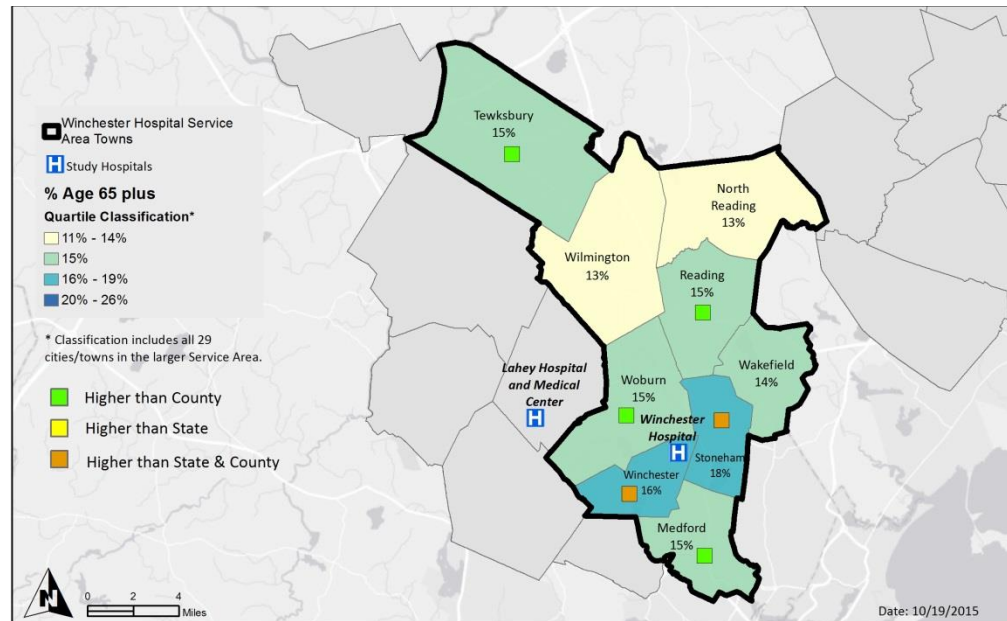 Winchester Hospital Service
Area Towns
H Study Hospitals
% Age 65 plus
Quartile Classification*
11% - 14%
15%
16% - 19%
20% - 26%
* Classification includes all 29
cities/towns in the larger Service Area.
Higher than County
Higher than State
Higher than State & County
Tewksbury
15%
North
Reading
13%
Wilmington
13%
Reading
15%
Wakefield
14%
Lahey Hospital
and Medical
Center
H
Woburn
15%
Winchester
Hospital
H
Stoneham
18%
Winchester
16%
Medford
15%
N
0 2 4
Miles
Date: 10/19/2015